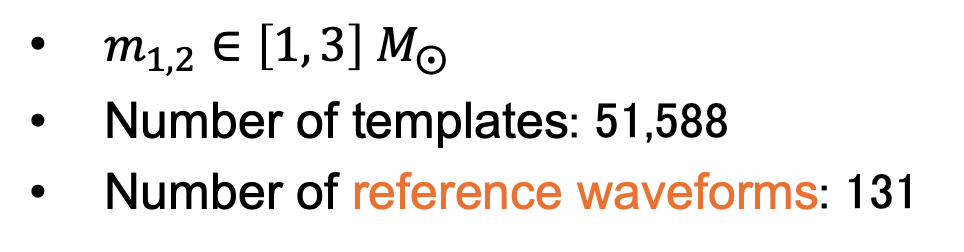 • m₁,₂ ∈ [1, 3] M⊙
• Number of templates: 51,588
• Number of reference waveforms: 131